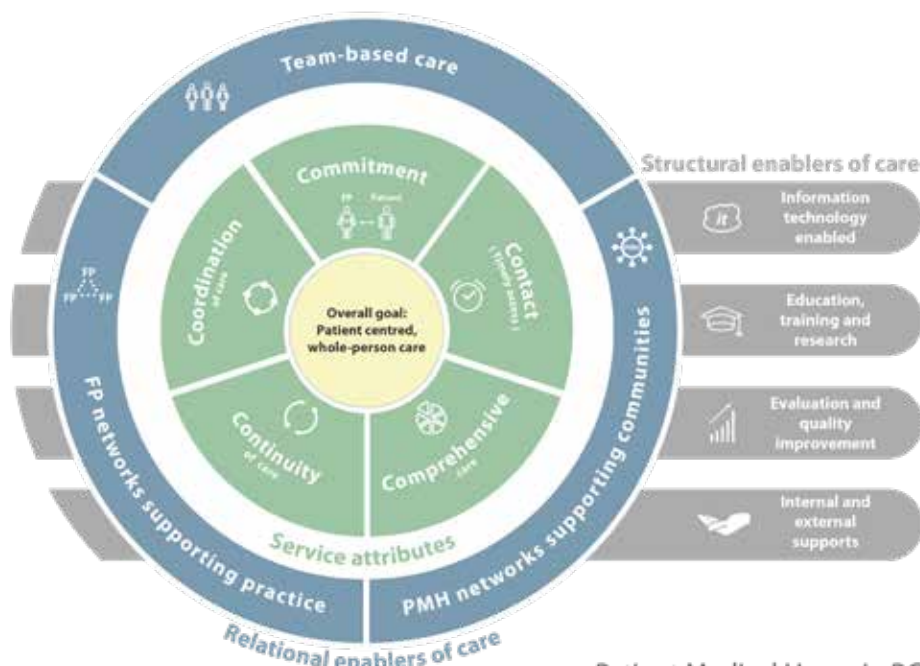 Team-based care
Structural enablers of care
Commitment
FP Patient
Information
technology
enabled
it
Coordination
of care
Contact
( Timely access )
FP
FP FP
Overall goal:
Patient centred,
whole-person care
Education,
training and
research
FP networks supporting practice
PMH networks supporting communities
Continuity
of care
Comprehensive
care
Evaluation and
quality
improvement
Service attributes
Internal and
external
supports
Relational enablers of care